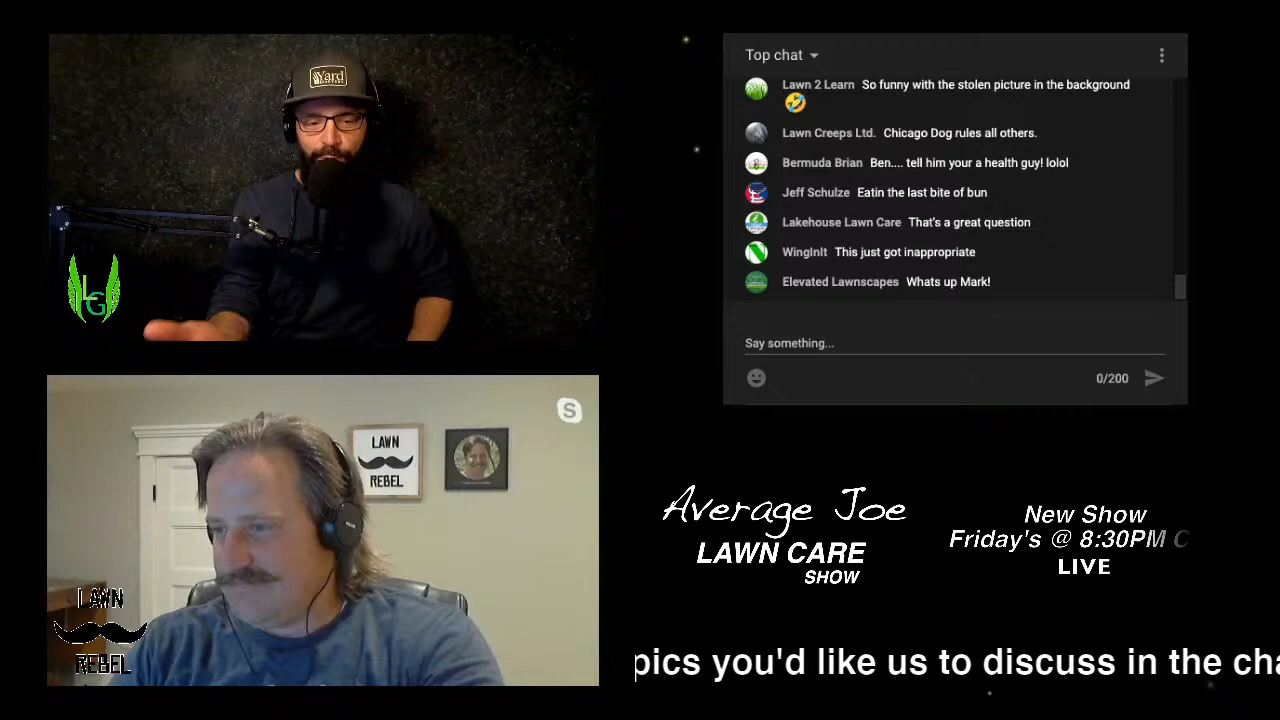 Yard
LG
Top chat
Lawn 2 Learn So funny with the stolen picture in the background
🤣
Lawn Creeps Ltd. Chicago Dog rules all others.
Bermuda Brian Ben.... tell him your a health guy! lolol
Jeff Schulze Eatin the last bite of bun
Lakehouse Lawn Care That's a great question
WingInIt This just got inappropriate
Elevated Lawnscapes Whats up Mark!
Say something...
0/200
S
LAWN
REBEL
LAWN
REBEL
Average Joe
LAWN CARE
SHOW
New Show
Friday's @ 8:30PM C
LIVE
pics you'd like us to discuss in the cha